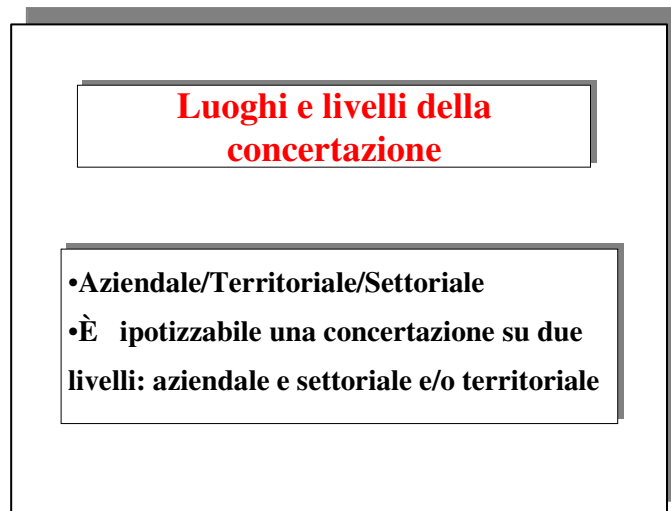 Luoghi e livelli della
concertazione
•Aziendale/Territoriale/Settoriale
•È ipotizzabile una concertazione su due
livelli: aziendale e settoriale e/o territoriale